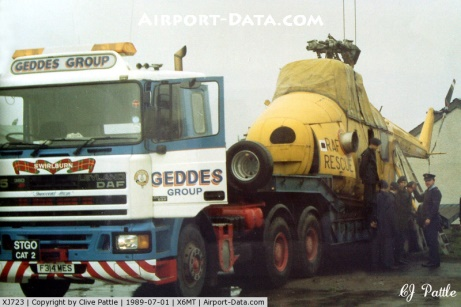 AIRPORT-DATA.COM
GEDDES GROUP
SWIRLBURN
DAF
GEDDES
GROUP
RAF
RESCUE
STGO
CAT 2
F314 WES
CJ Pattle
XJ723 | Copyright by Clive Pattle | 1989-07-01 | X6MT | Airport-Data.com